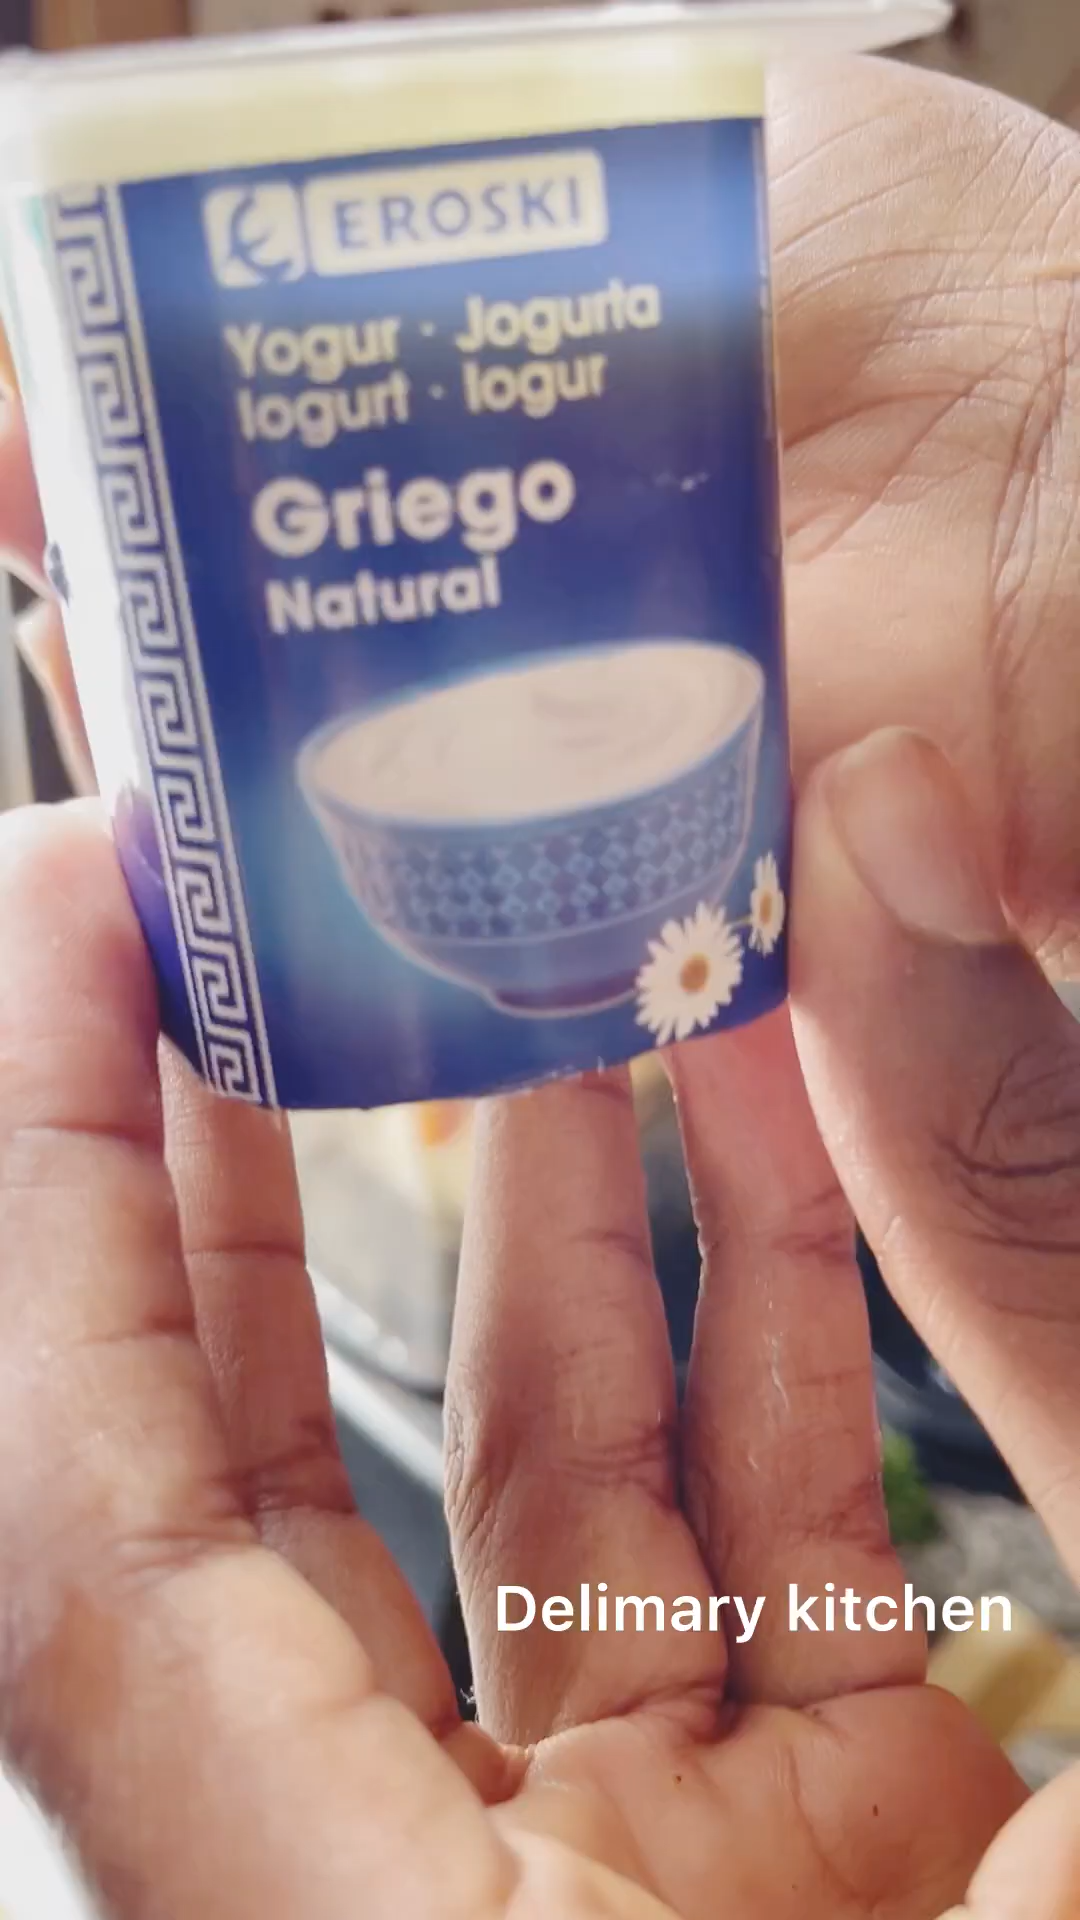 EROSKI
Yogur · Jogurta
Iogurt · Iogur
Griego
Natural
Delimary kitchen